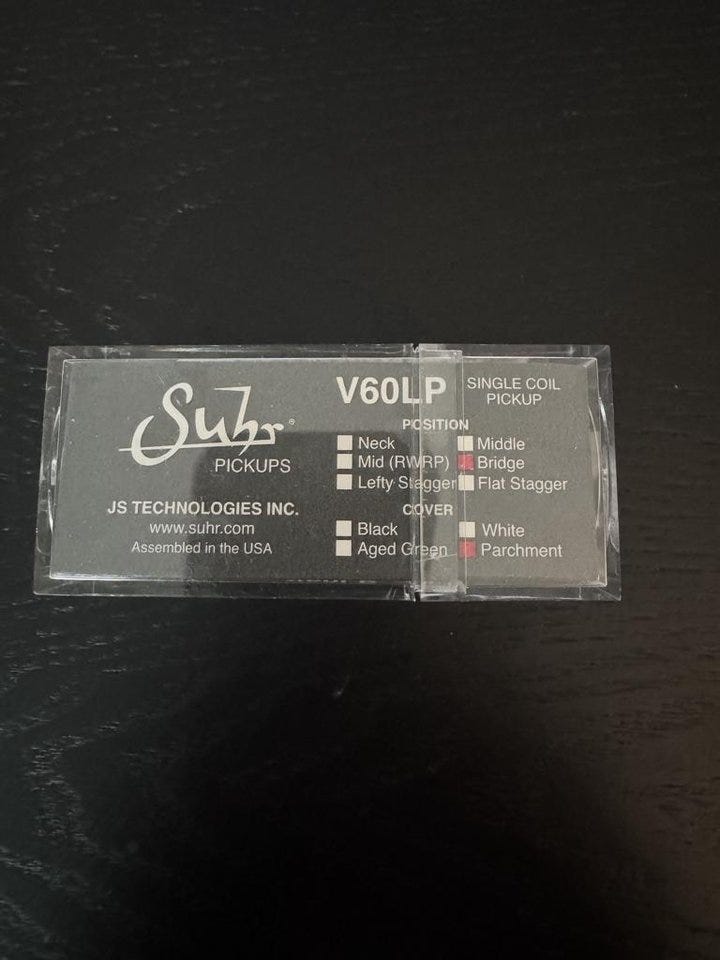 Suhr®
PICKUPS
JS TECHNOLOGIES INC.
www.suhr.com
Assembled in the USA
V60LP
SINGLE COIL
PICKUP
POSITION
Neck Middle
Mid (RWRP) Bridge
Lefty Stagger Flat Stagger
COVER
Black White
Aged Green Parchment